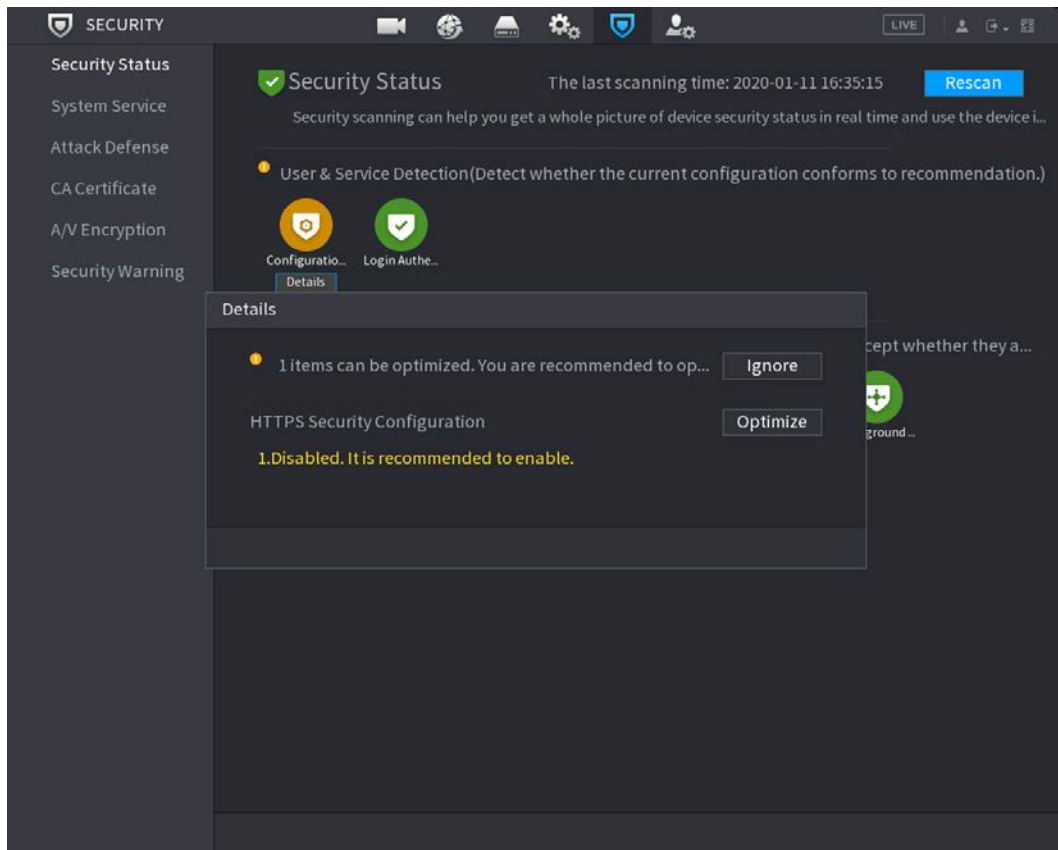 SECURITY
LIVE
Security Status
System Service
Attack Defense
CA Certificate
A/V Encryption
Security Warning
Security Status
The last scanning time: 2020-01-11 16:35:15
Rescan
Security scanning can help you get a whole picture of device security status in real time and use the device i...
User & Service Detection(Detect whether the current configuration conforms to recommendation.)
Configuratio...
Login Authe...
Details
Details
1 items can be optimized. You are recommended to op...
Ignore
HTTPS Security Configuration
Optimize
1.Disabled. It is recommended to enable.
cept whether they a...
ground ...